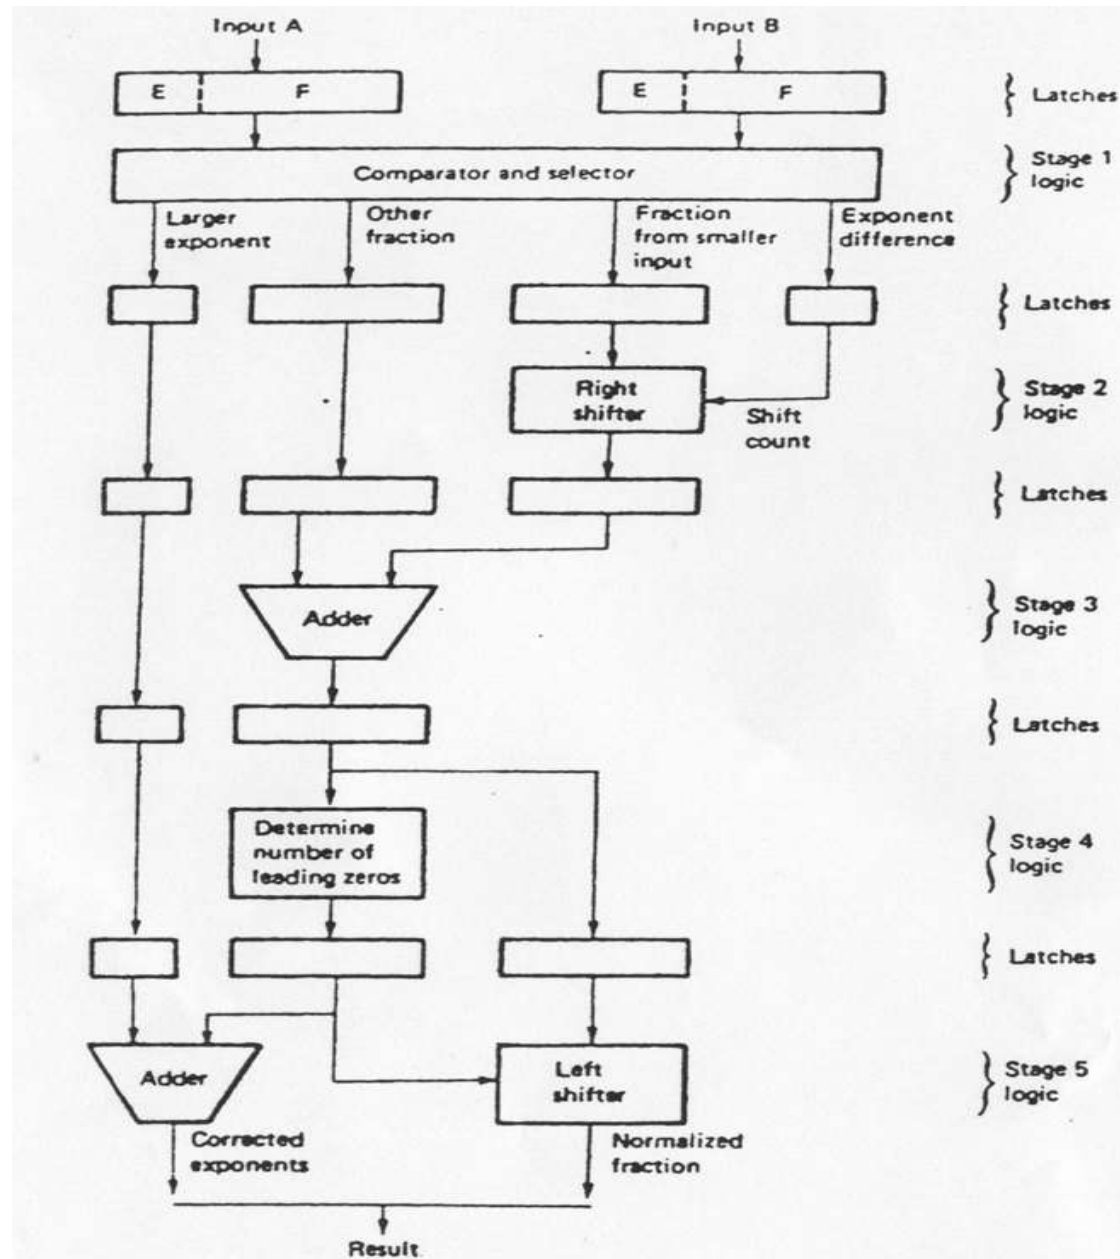 Input A
Input B
E
F
E
F
Latches
Comparator and selector
Stage 1
logic
Larger
exponent
Other
fraction
Fraction
from smaller
input
Exponent
difference
Latches
Right
shifter
Shift
count
Stage 2
logic
Latches
Adder
Stage 3
logic
Latches
Determine
number of
leading zeros
Stage 4
logic
Latches
Adder
Left
shifter
Stage 5
logic
Corrected
exponents
Normalized
fraction
Result